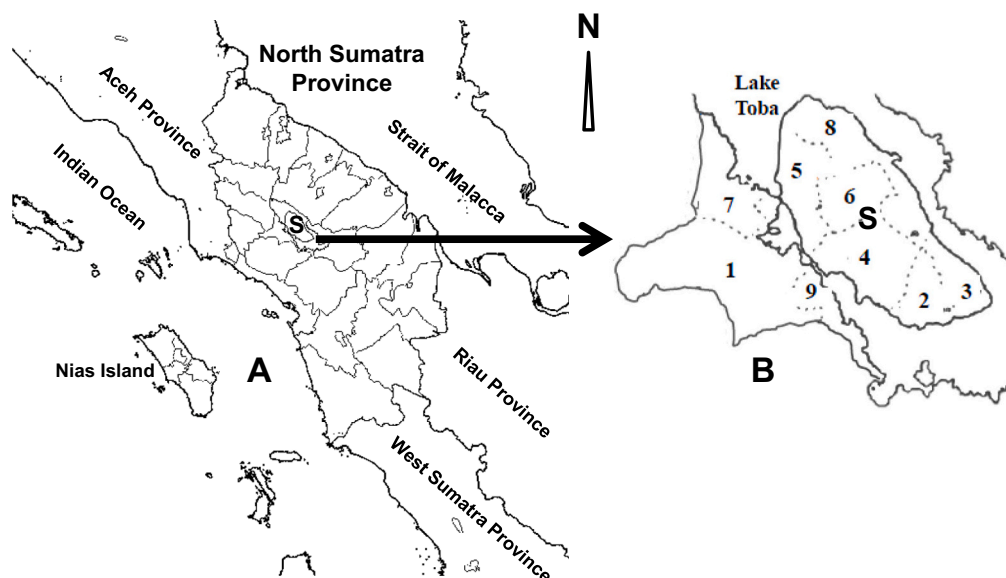 North Sumatra
Province
N
Aceh Province
Indian Ocean
Strait of Malacca
S
Nias Island
A
Riau Province
West Sumatra Province
Lake
Toba
8
5
6
7
S
4
1
9
2
3
B